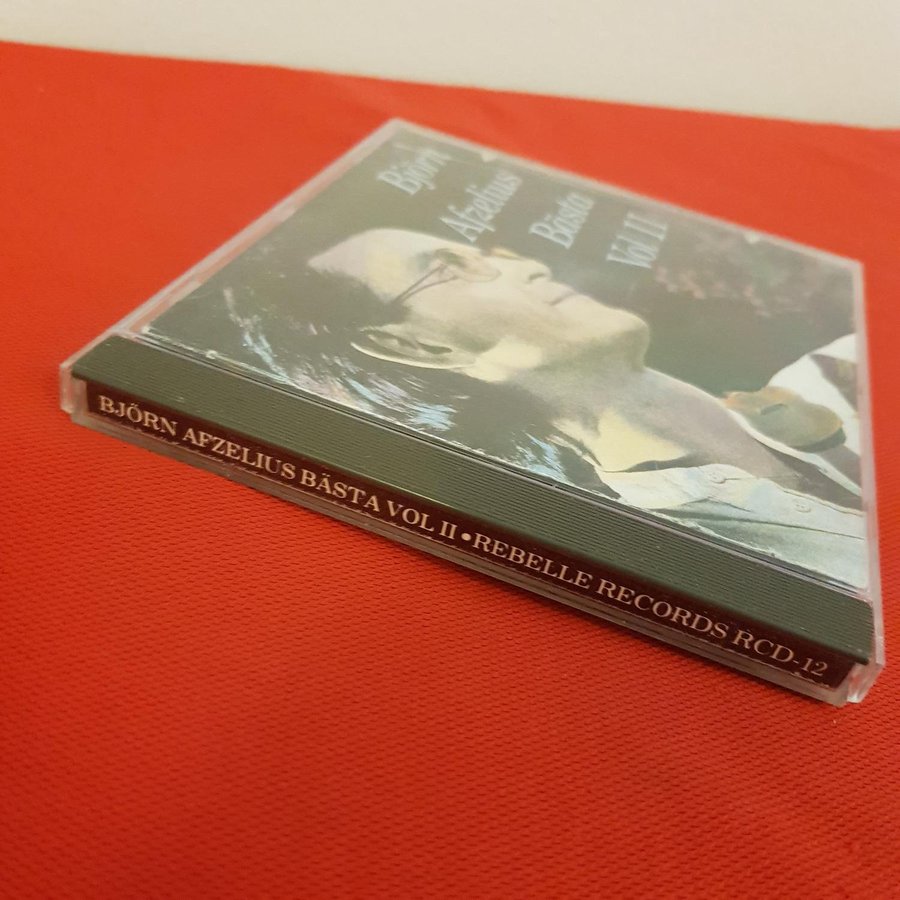 Björn
Afzelius
Bästa
Vol II
BJÖRN AFZELIUS BÄSTA VOL II • REBELLE RECORDS RCD-12